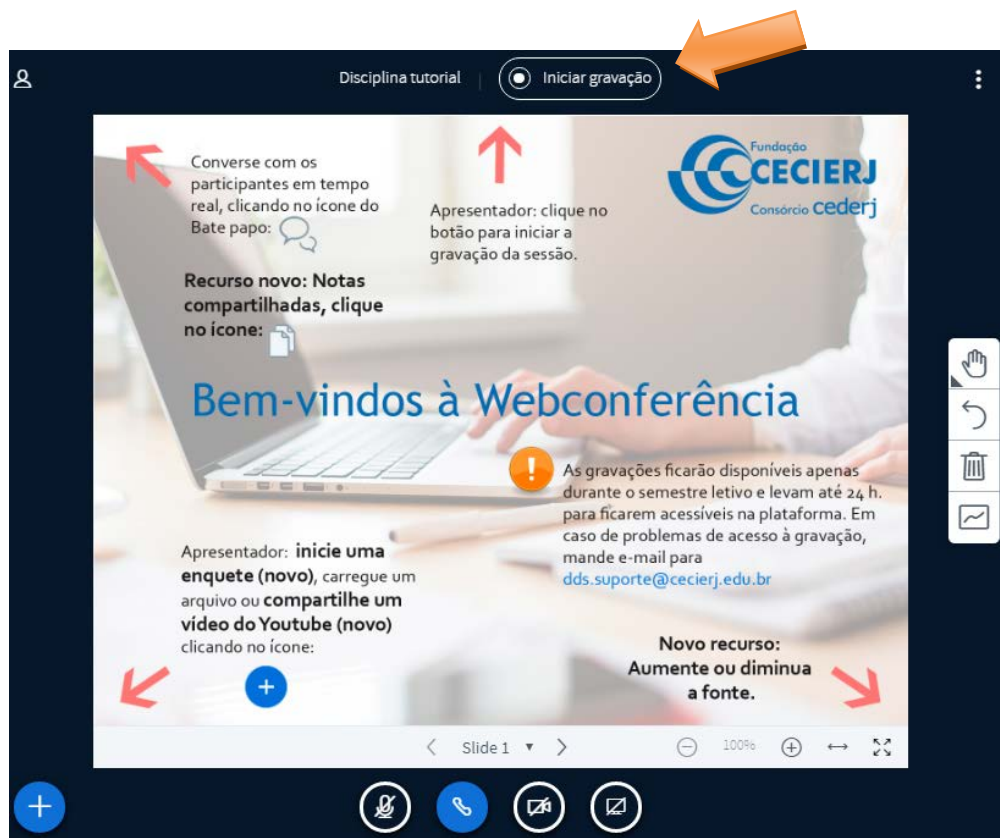 Disciplina tutorial
Iniciar gravação
Converse com os
participantes em tempo
real, clicando no ícone do
Bate papo:
Recurso novo: Notas
compartilhadas, clique
no ícone:
Apresentador: clique no
botão para iniciar a
gravação da sessão.
Fundação
CECIERJ
Consórcio cederj
Bem-vindos à Webconferência
!
As gravações ficarão disponíveis apenas
durante o semestre letivo e levam até 24 h.
para ficarem acessíveis na plataforma. Em
caso de problemas de acesso à gravação,
mande e-mail para
dds.suporte@cecierj.edu.br
Apresentador: inicie uma
enquete (novo), carregue um
arquivo ou compartilhe um
vídeo do Youtube (novo)
clicando no ícone:
Novo recurso:
Aumente ou diminua
a fonte.
Slide 1
100%